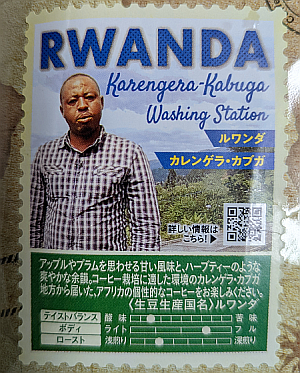 RWANDA
Karengera-Kabuga
Washing Station
ルワンダ
カレンゲラ・カブガ
詳しい情報は
こちら!
アップルやプラムを思わせる甘い風味と、ハーブティーのような
爽やかな余韻。コーヒー栽培に適した環境のカレンゲラ・カブガ
地方から届いた、アフリカの個性的なコーヒーをお楽しみください。
〈生豆生産国名〉ルワンダ
テイストバランス 酸味 苦味
ボディ ライト フル
ロースト 浅煎り 深煎り